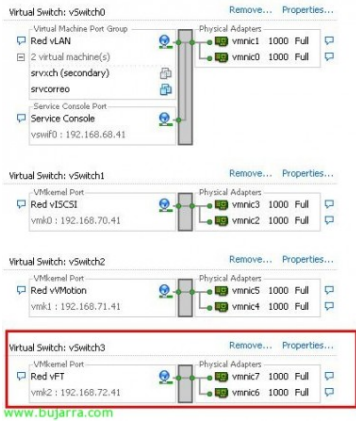 Virtual Switch: vSwitch0 Remove... Properties...
Virtual Machine Port Group Physical Adapters
Red vLAN vmnic1 1000 Full
2 virtual machine(s) vmnic0 1000 Full
srvxch (secondary)
srvcorreo
Service Console Port
Service Console
vswif0 : 192.168.68.41
Virtual Switch: vSwitch1 Remove... Properties...
VMkernel Port Physical Adapters
Red vISCSI vmnic3 1000 Full
vmk0 : 192.168.70.41 vmnic2 1000 Full
Virtual Switch: vSwitch2 Remove... Properties...
VMkernel Port Physical Adapters
Red vVMotion vmnic5 1000 Full
vmk1 : 192.168.71.41 vmnic4 1000 Full
Virtual Switch: vSwitch3 Remove... Properties...
VMkernel Port Physical Adapters
Red vFT vmnic7 1000 Full
vmk2 : 192.168.72.41 vmnic6 1000 Full
www.bujarra.com